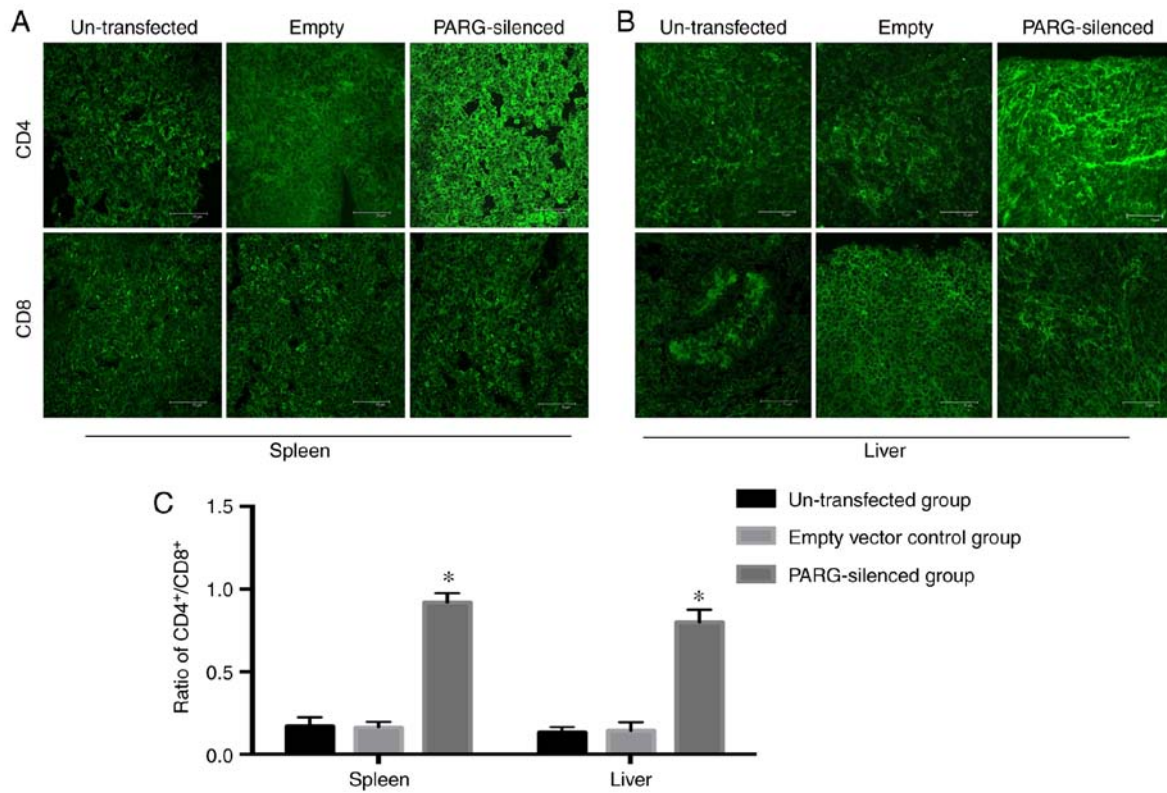 A
Un-transfected
Empty
PARG-silenced
CD4
CD8
Spleen
B
Un-transfected
Empty
PARG-silenced
Liver
C
Ratio of CD4⁺/CD8⁺
1.5
1.0
0.5
0.0
*
*
Spleen
Liver
Un-transfected group
Empty vector control group
PARG-silenced group